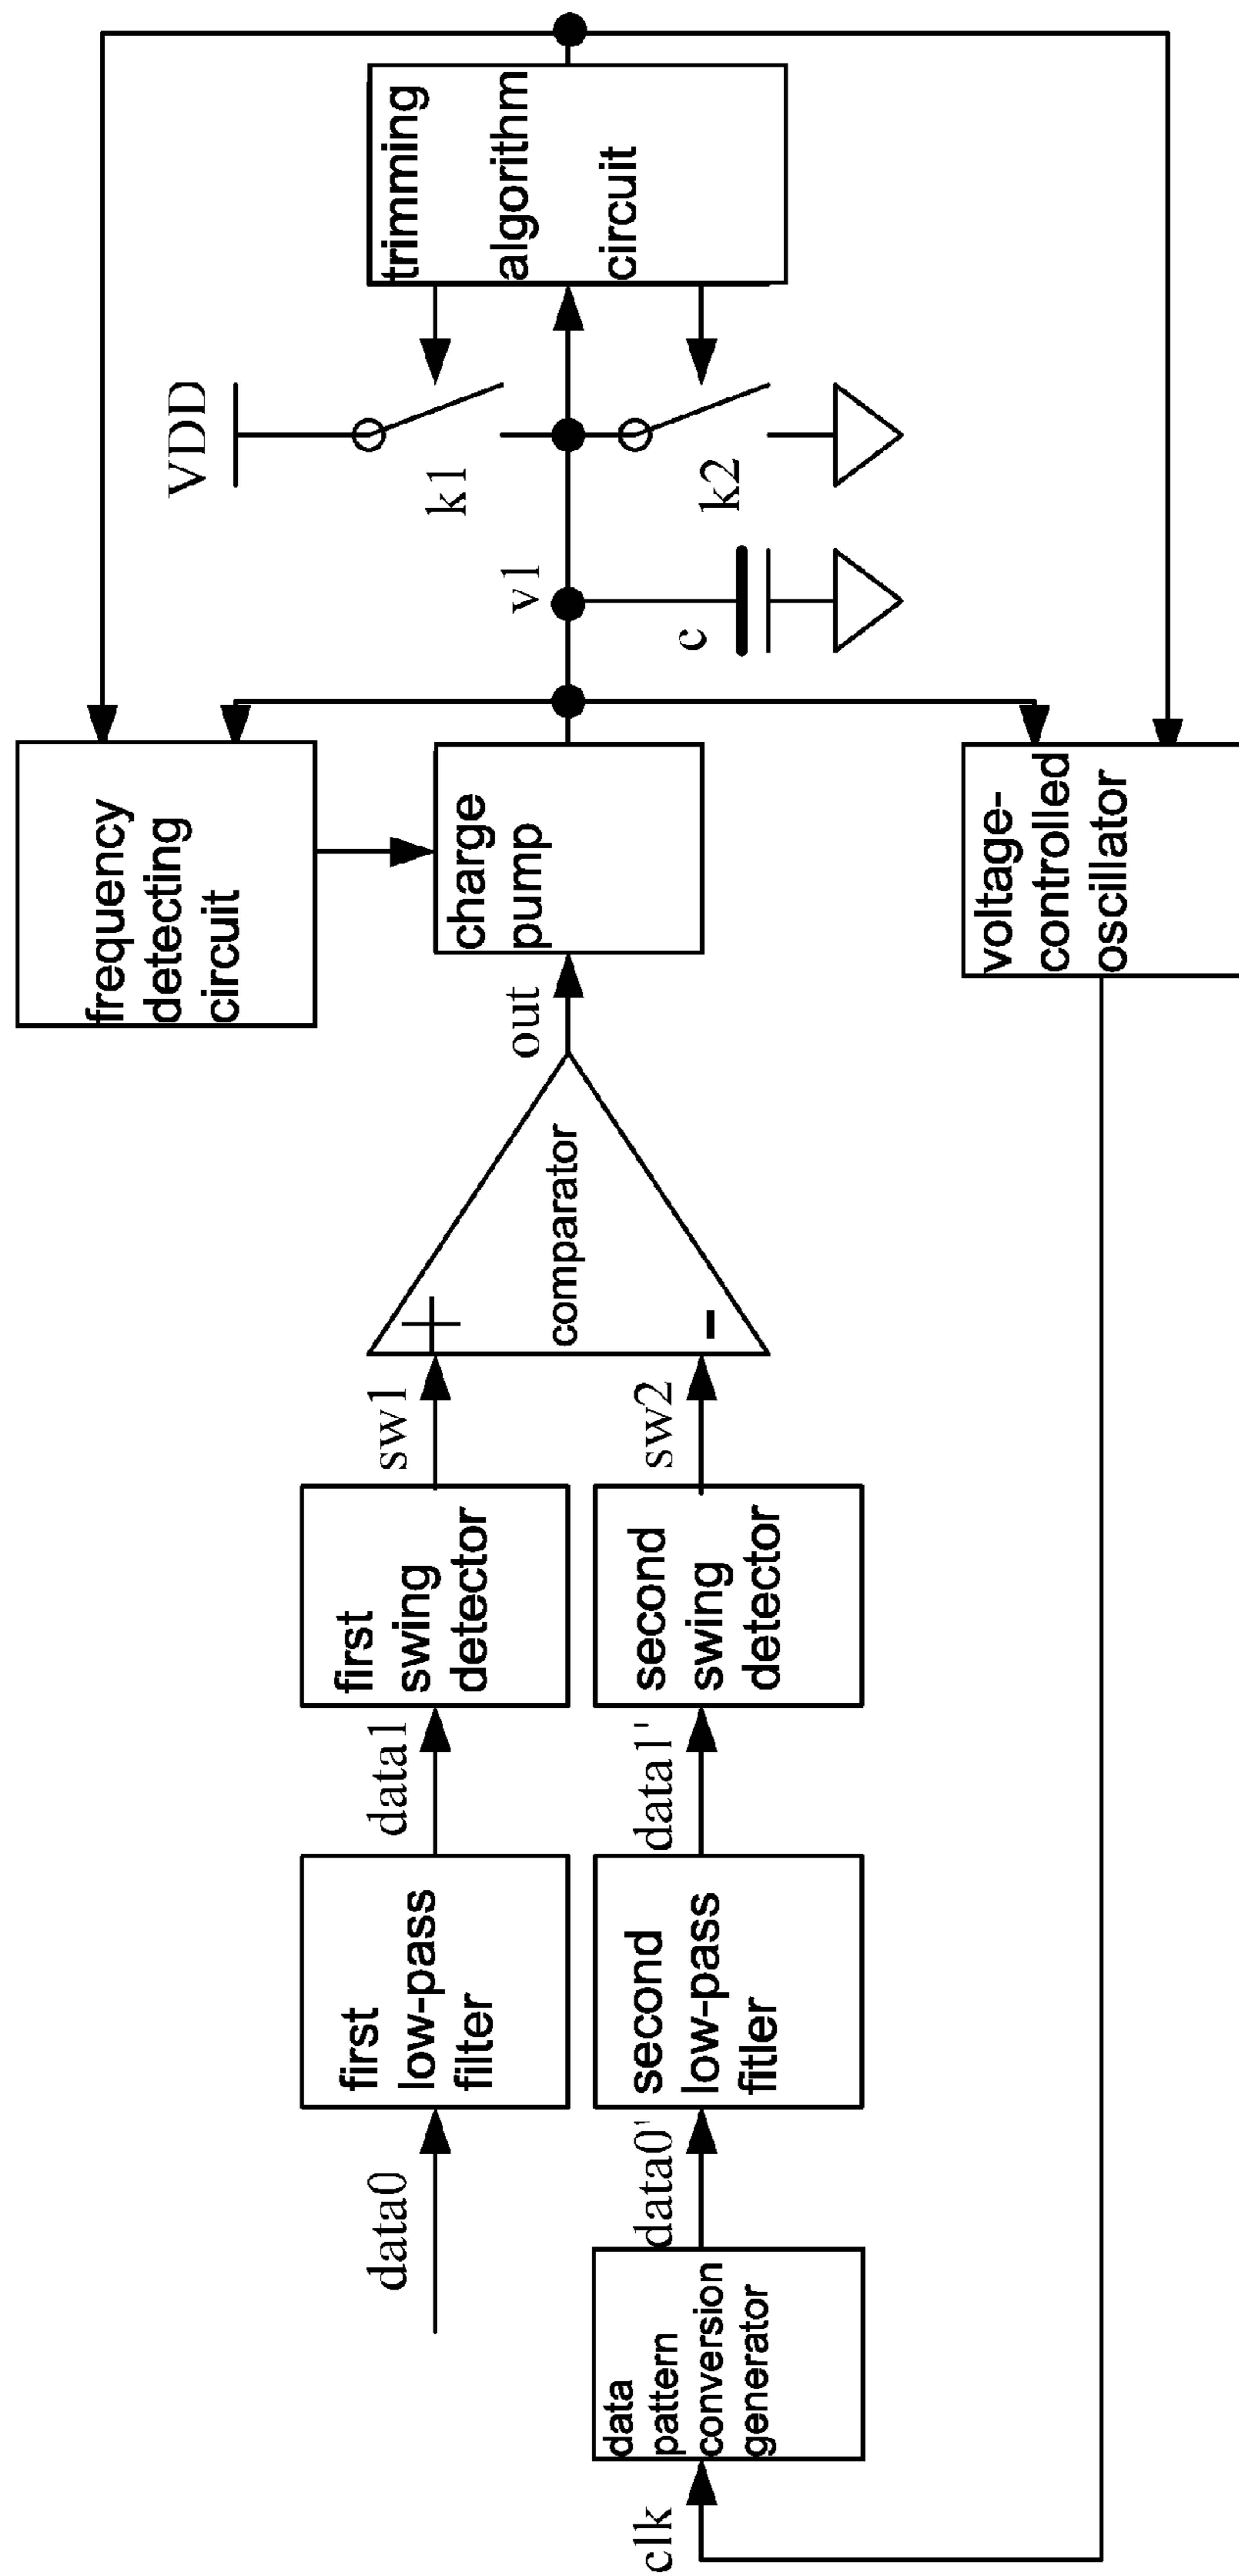 data0
first
low-pass
filter
data1
first
swing
detector
sw1
clk
data
pattern
conversion
generator
data0'
second
low-pass
fitler
data1'
second
swing
detector
sw2
comparator
+
-
out
frequency
detecting
circuit
charge
pump
voltage-
controlled
oscillator
v1
c
VDD
k1
k2
trimming
algorithm
circuit